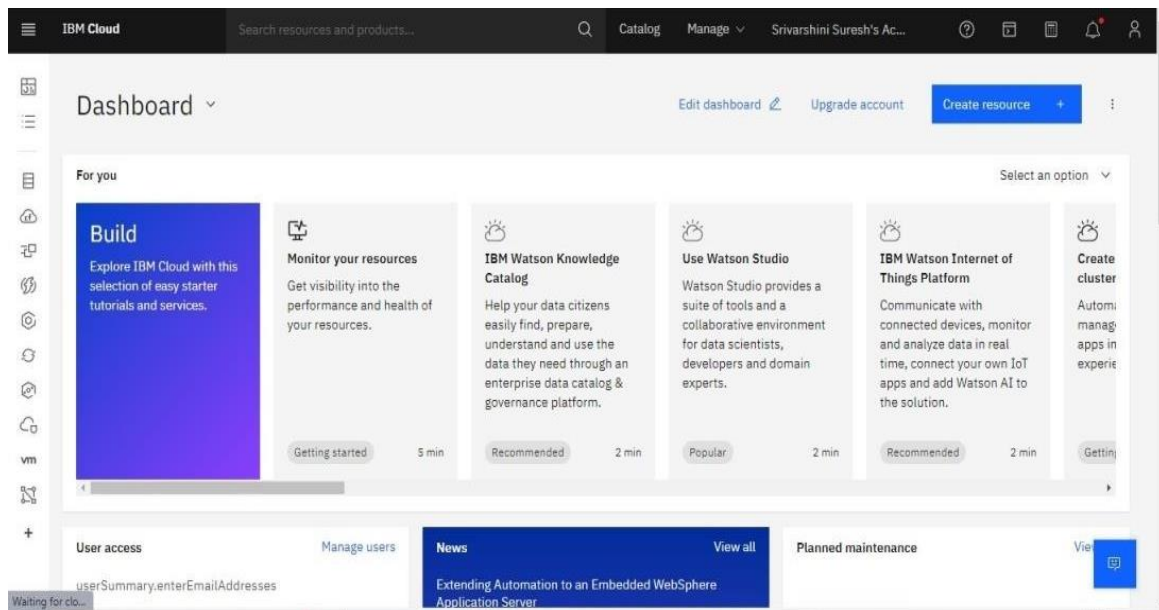 IBM Cloud
Search resources and products...
Catalog
Manage
Srivarshini Suresh's Ac...
Dashboard
Edit dashboard
Upgrade account
Create resource +
For you
Select an option
Build
Explore IBM Cloud with this
selection of easy starter
tutorials and services.
Monitor your resources
Get visibility into the
performance and health of
your resources.
Getting started
5 min
IBM Watson Knowledge
Catalog
Help your data citizens
easily find, prepare,
understand and use the
data they need through an
enterprise data catalog &
governance platform.
Recommended
2 min
Use Watson Studio
Watson Studio provides a
suite of tools and a
collaborative environment
for data scientists,
developers and domain
experts.
Popular
2 min
IBM Watson Internet of
Things Platform
Communicate with
connected devices, monitor
and analyze data in real
time, connect your own IoT
apps and add Watson AI to
the solution.
Recommended
2 min
Create
cluster
Automa
manag
apps in
experie
Getting
vm
+
User access
Manage users
userSummary.enterEmailAddresses
News
View all
Extending Automation to an Embedded WebSphere
Application Server
Planned maintenance
Vie
Waiting for clo...